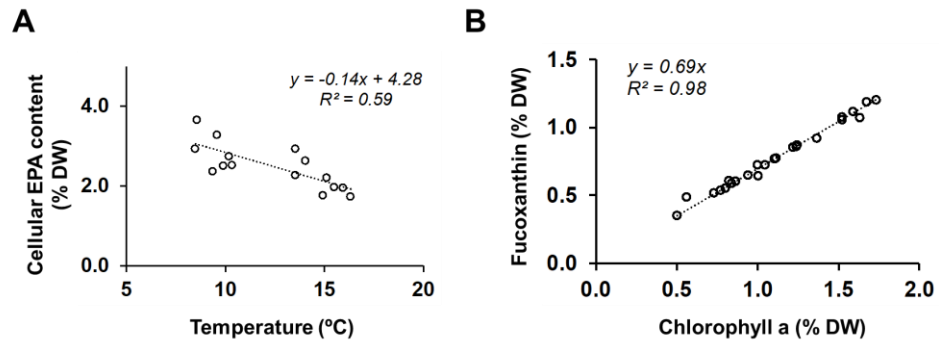 A
y = -0.14x + 4.28
R² = 0.59
Cellular EPA content
(% DW)
4.0
2.0
0.0
5
10
15
20
Temperature (ºC)
B
y = 0.69x
R² = 0.98
Fucoxanthin (% DW)
1.5
1.0
0.5
0.0
0.0
0.5
1.0
1.5
2.0
Chlorophyll a (% DW)